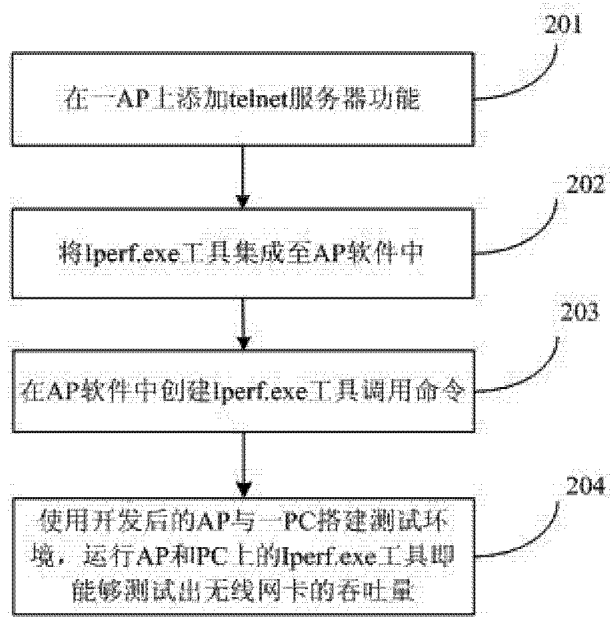 201
在一AP上添加telnet服务器功能
202
将Iperf.exe工具集成至AP软件中
203
在AP软件中创建Iperf.exe工具调用命令
204
使用开发后的AP与一PC搭建测试环
境，运行AP和PC上的Iperf.exe工具即
能够测试出无线网卡的吞吐量